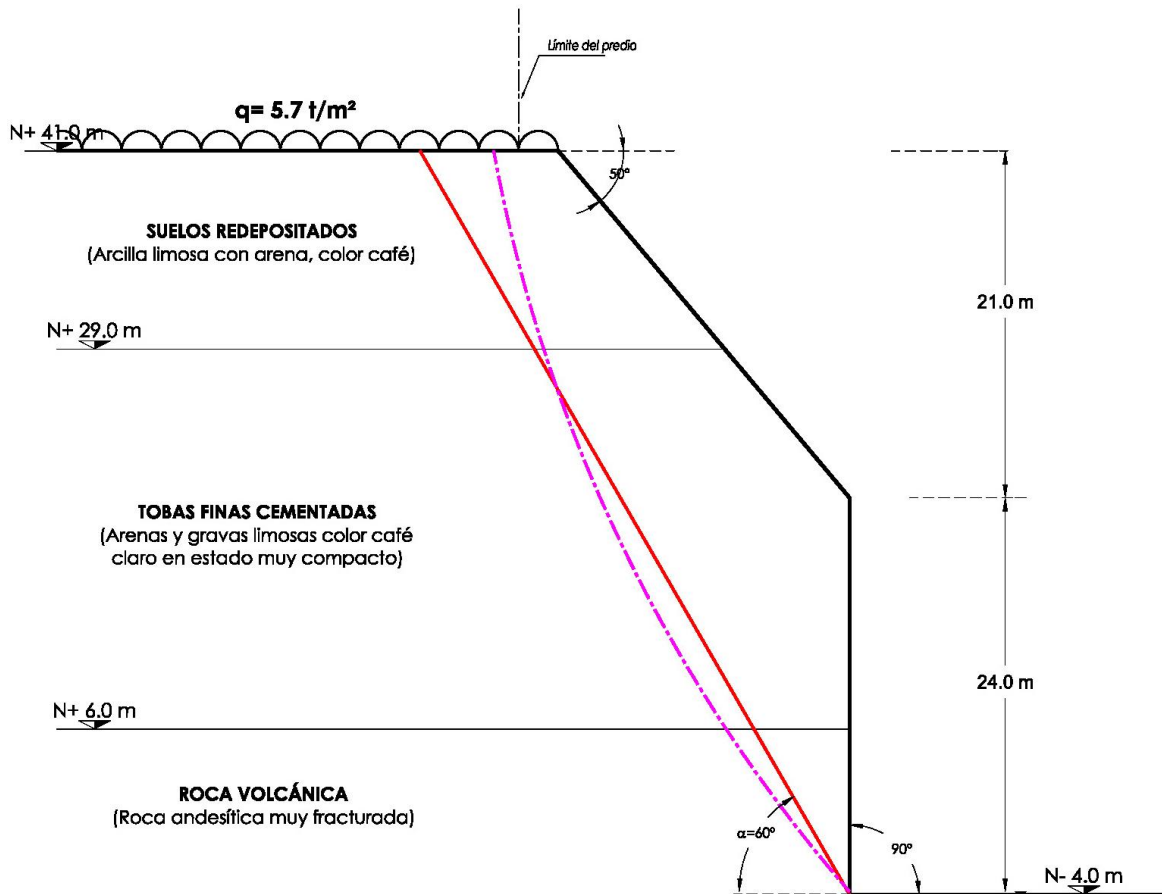 Límite del predio
q= 5.7 t/m²
N+ 41.0 m
50°
SUELOS REDEPOSITADOS
(Arcilla limosa con arena, color café)
21.0 m
N+ 29.0 m
TOBAS FINAS CEMENTADAS
(Arenas y gravas limosas color café
claro en estado muy compacto)
24.0 m
N+ 6.0 m
ROCA VOLCÁNICA
(Roca andesítica muy fracturada)
α=60°
90°
N- 4.0 m